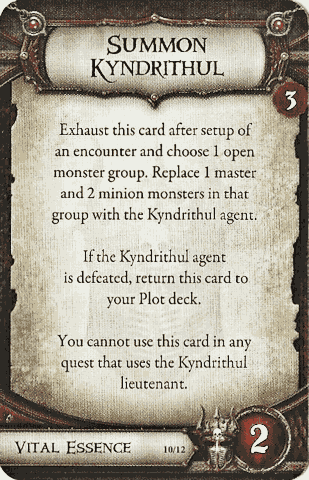 SUMMON
KYNDRITHUL
3
Exhaust this card after setup of
an encounter and choose 1 open
monster group. Replace 1 master
and 2 minion monsters in that
group with the Kyndrithul agent.
If the Kyndrithul agent
is defeated, return this card to
your Plot deck.
You cannot use this card in any
quest that uses the Kyndrithul
lieutenant.
VITAL ESSENCE 10/12 2